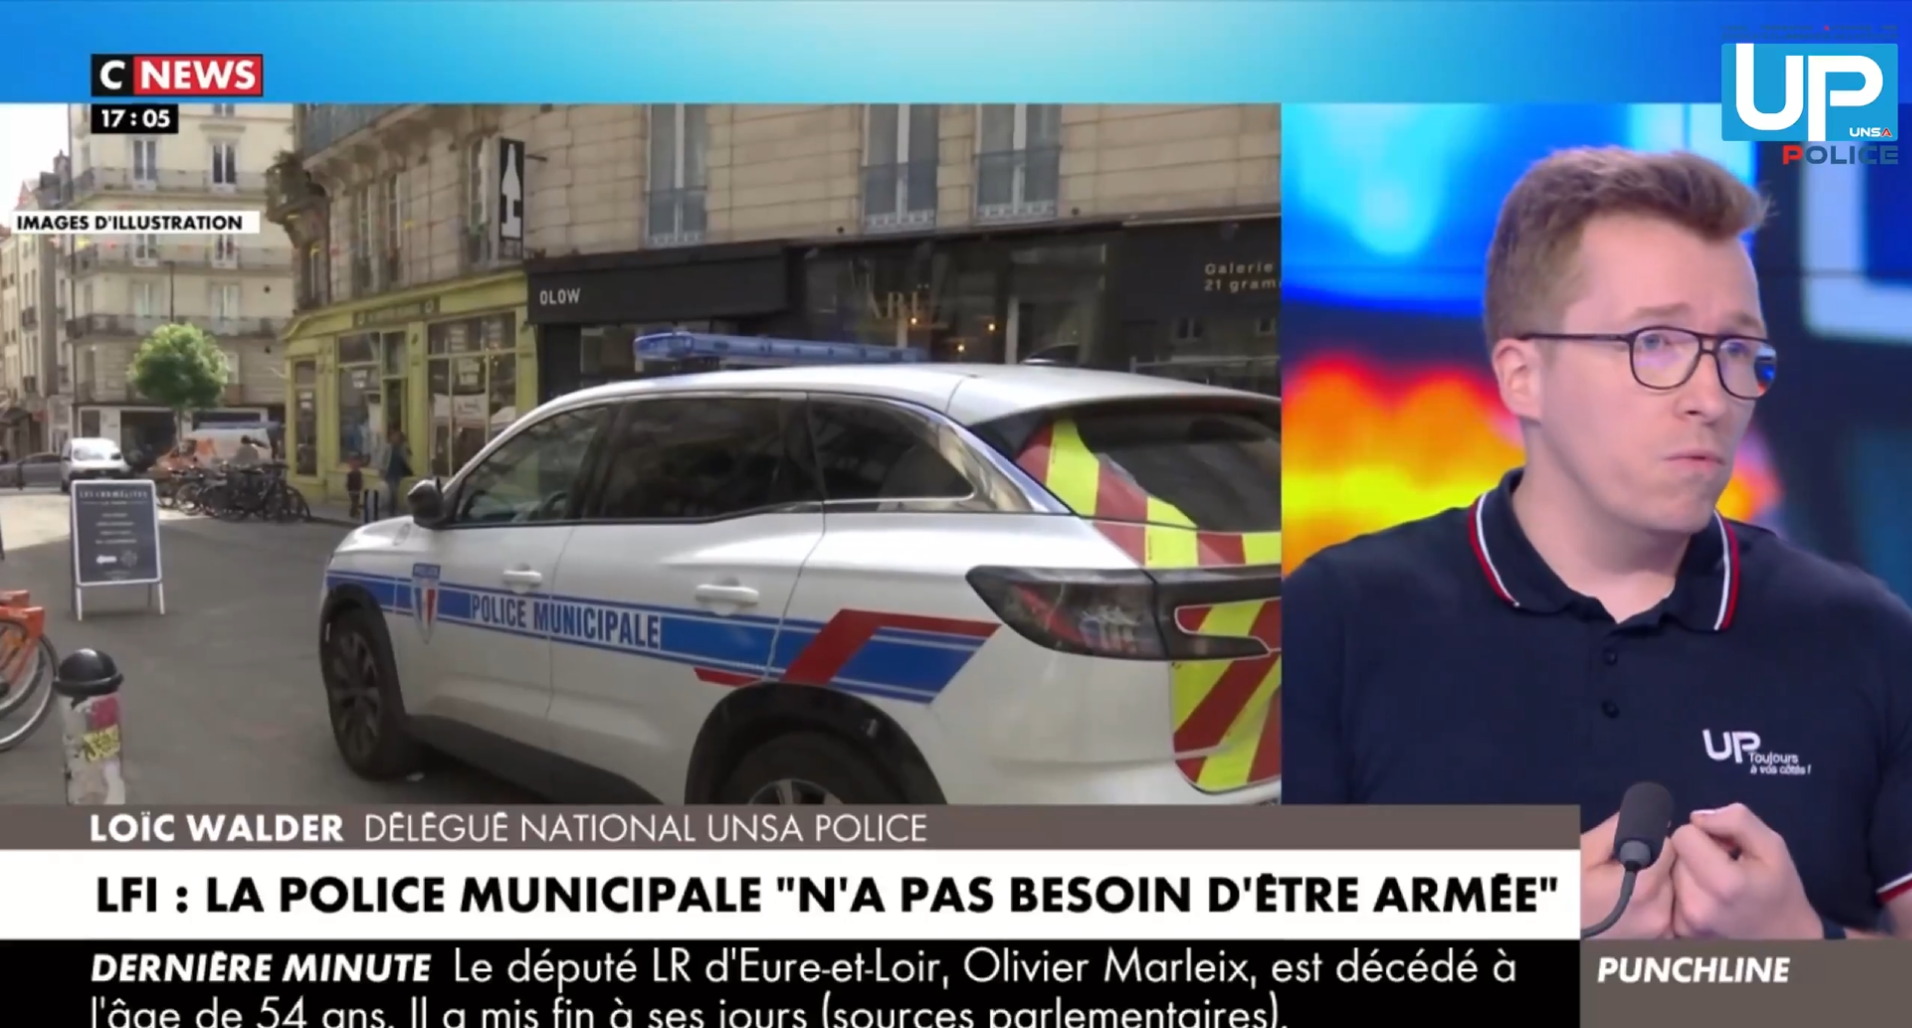 C NEWS
17:05
UP
UNSA
POLICE
IMAGES D'ILLUSTRATION
OLOW
Galerie
21 gram
POLICE MUNICIPALE
UP Toujours
à vos côtés !
LOÏC WALDER DÉLÉGUÉ NATIONAL UNSA POLICE
LFI : LA POLICE MUNICIPALE "N'A PAS BESOIN D'ÊTRE ARMÉE"
DERNIÈRE MINUTE Le député LR d'Eure-et-Loir, Olivier Marleix, est décédé à
l'âge de 54 ans. Il a mis fin à ses jours (sources parlementaires).
PUNCHLINE